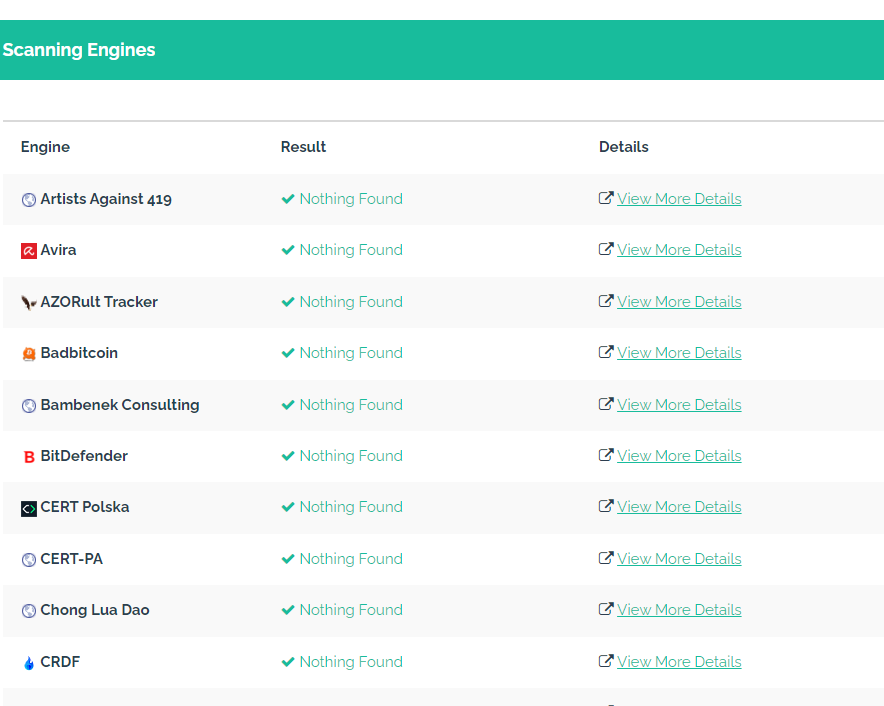 Scanning Engines
Engine Result Details
Artists Against 419 Nothing Found View More Details
Avira Nothing Found View More Details
AZORult Tracker Nothing Found View More Details
Badbitcoin Nothing Found View More Details
Bambenek Consulting Nothing Found View More Details
BitDefender Nothing Found View More Details
CERT Polska Nothing Found View More Details
CERT-PA Nothing Found View More Details
Chong Lua Dao Nothing Found View More Details
CRDF Nothing Found View More Details